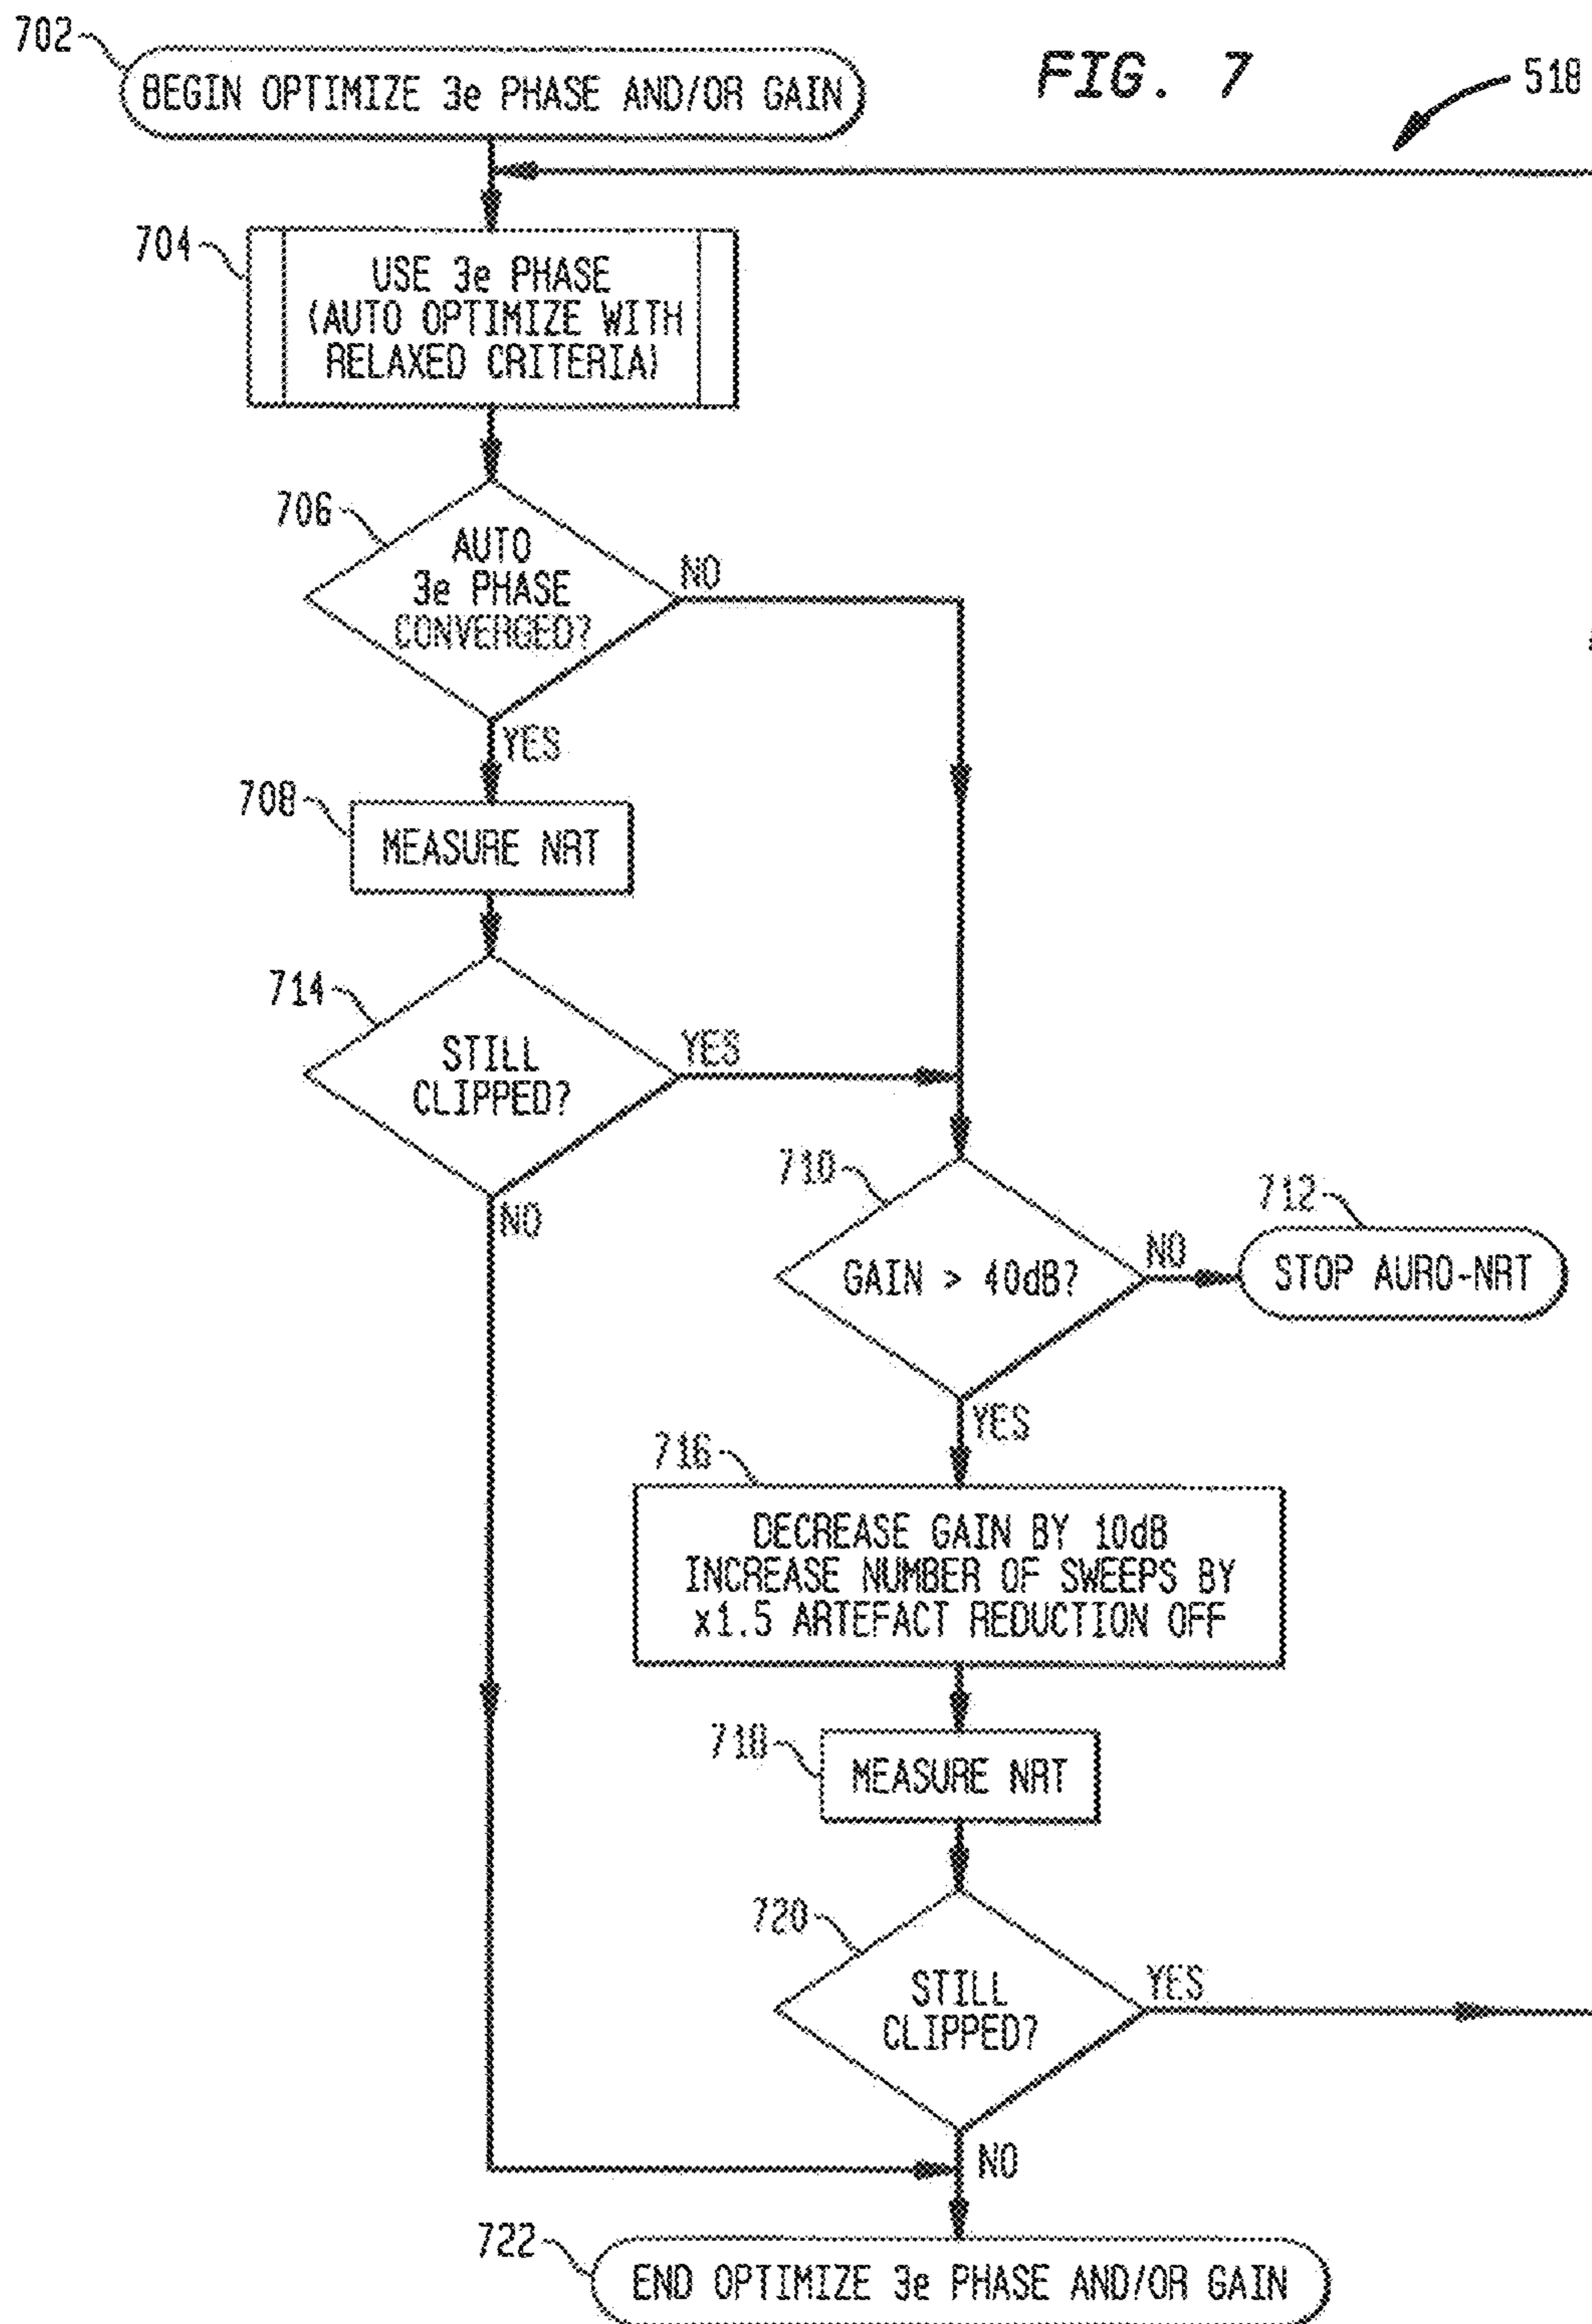 702
BEGIN OPTIMIZE 3e PHASE AND/OR GAIN
FIG. 7
518
704
USE 3e PHASE
(AUTO OPTIMIZE WITH
RELAXED CRITERIA)
706
AUTO
3e PHASE
CONVERGED?
NO
YES
708
MEASURE NRT
714
STILL
CLIPPED?
YES
NO
710
GAIN > 40dB?
NO
712
STOP AURO-NRT
YES
716
DECREASE GAIN BY 10dB
INCREASE NUMBER OF SWEEPS BY
x1.5 ARTEFACT REDUCTION OFF
718
MEASURE NRT
720
STILL
CLIPPED?
YES
NO
722
END OPTIMIZE 3e PHASE AND/OR GAIN